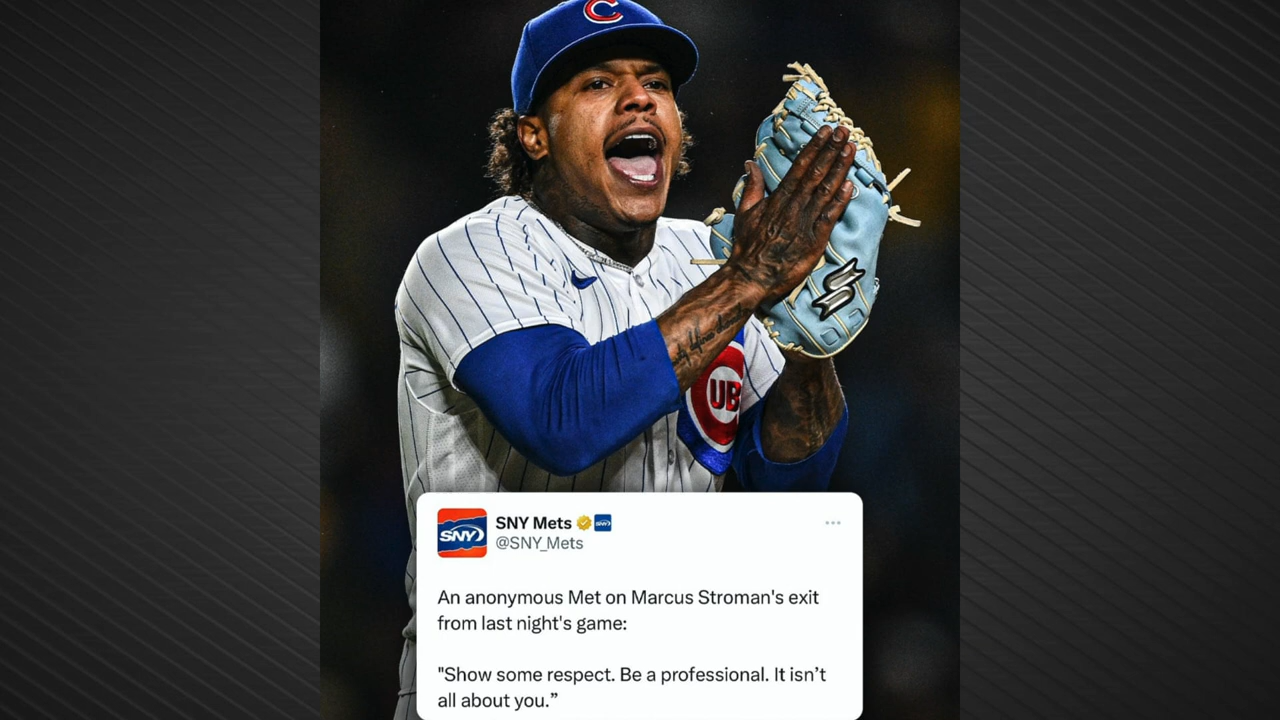 C
UB
SNY
SNY Mets
SNY
@SNY_Mets
An anonymous Met on Marcus Stroman's exit
from last night's game:
"Show some respect. Be a professional. It isn’t
all about you.”